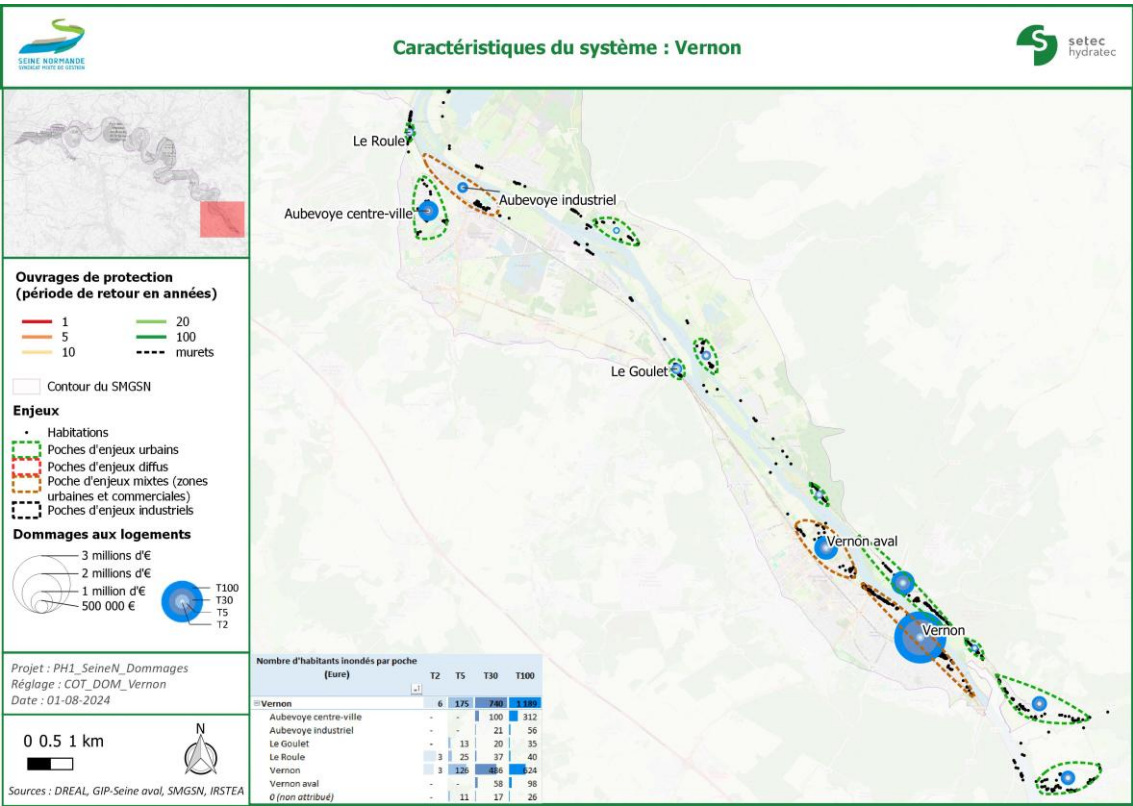 SEINE NORMANDE
SYNDICAT MIXTE DE GESTION
Caractéristiques du système : Vernon
setec
hydratec
Ouvrages de protection
(période de retour en années)
1
20
5
100
10
murets
Contour du SMGSN
Enjeux
Habitations
Poches d'enjeux urbains
Poches d'enjeux diffus
Poche d'enjeux mixtes (zones
urbaines et commerciales)
Poches d'enjeux industriels
Dommages aux logements
3 millions d'€
2 millions d'€
1 million d'€
500 000 €
T100
T30
T5
T2
Projet : PH1_SeineN_Dommages
Réglage : COT_DOM_Vernon
Date : 01-08-2024
0 0.5 1 km
N
Sources : DREAL, GIP-Seine aval, SMGSN, IRSTEA
Le Roule
Aubevoye industriel
Aubevoye centre-ville
Le Goulet
Vernon aval
Vernon
Nombre d'habitants inondés par poche
(Eure) T2 T5 T30 T100
Vernon 6 175 740 1 189
Aubevoye centre-ville - - 100 312
Aubevoye industriel - - 21 56
Le Goulet - 13 20 35
Le Roule 3 25 37 40
Vernon 3 126 486 624
Vernon aval - - 58 98
0 (non attribué) - 11 17 26